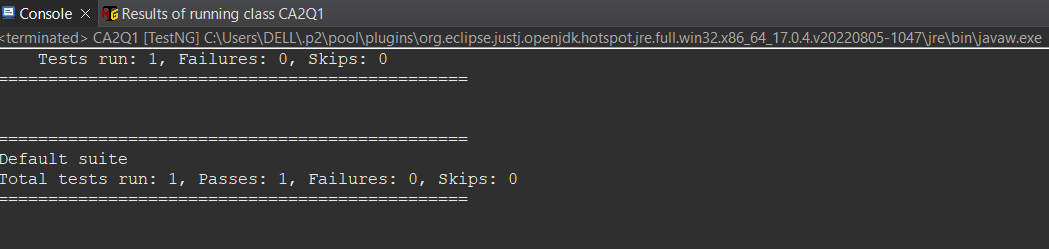 Console Results of running class CA2Q1
<terminated> CA2Q1 [TestNG] C:\Users\DELL\.p2\pool\plugins\org.eclipse.justj.openjdk.hotspot.jre.full.win32.x86_64_17.0.4.v20220805-1047\jre\bin\javaw.exe
Tests run: 1, Failures: 0, Skips: 0
===============================================
===============================================
Default suite
Total tests run: 1, Passes: 1, Failures: 0, Skips: 0
===============================================